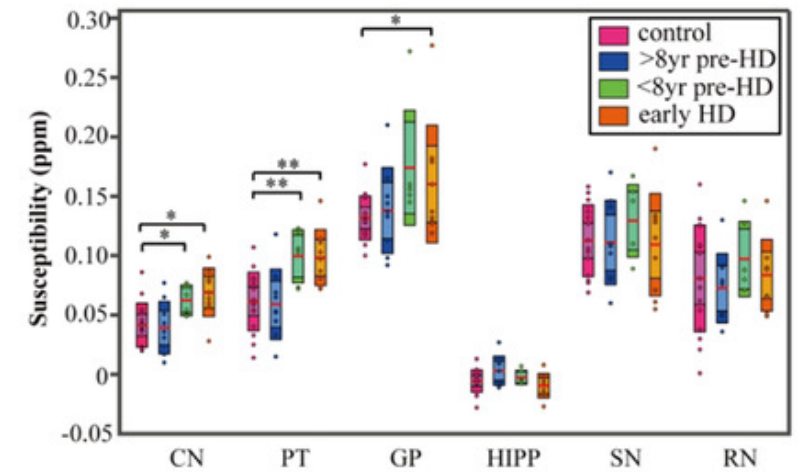 0.30
0.25
0.20
0.15
0.10
0.05
0
-0.05
Susceptibility (ppm)
*
*
**
**
*
control
>8yr pre-HD
<8yr pre-HD
early HD
CN PT GP HIPP SN RN